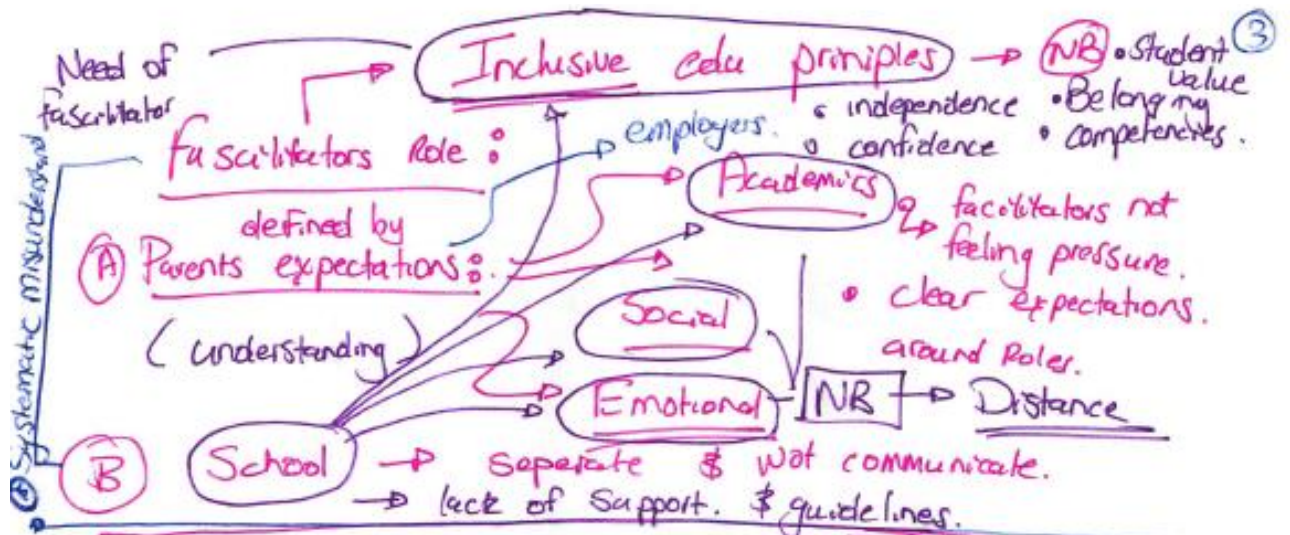 Need of
fascilitator
Inclusive edu priniples
NB
• Student value
3
• Belonging
• competencies.
• independence
• confidence
fascilitators Role :
employers.
defined by
A Parents expectations :
(understanding)
Academics
facilitators not
feeling pressure.
• clear expectations.
around Roles.
Social
Emotional
NB
Distance
Systematic misunderstand
B
School
separate & not communicate.
lack of support. & guidelines.